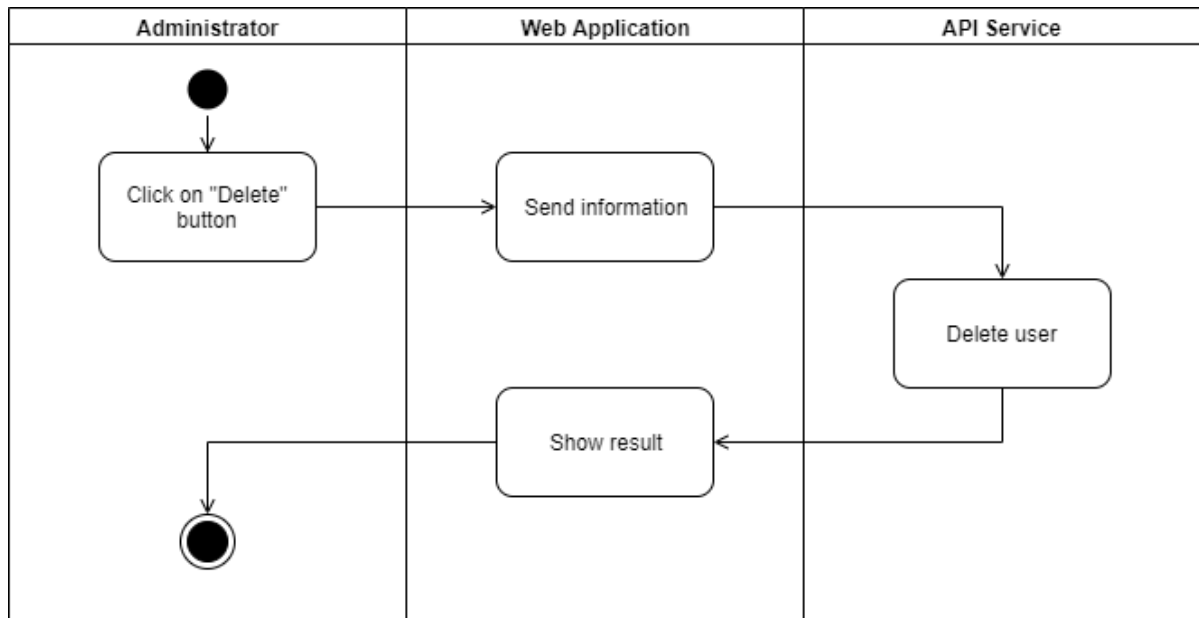 Administrator
Web Application
API Service
Click on "Delete"
button
Send information
Delete user
Show result